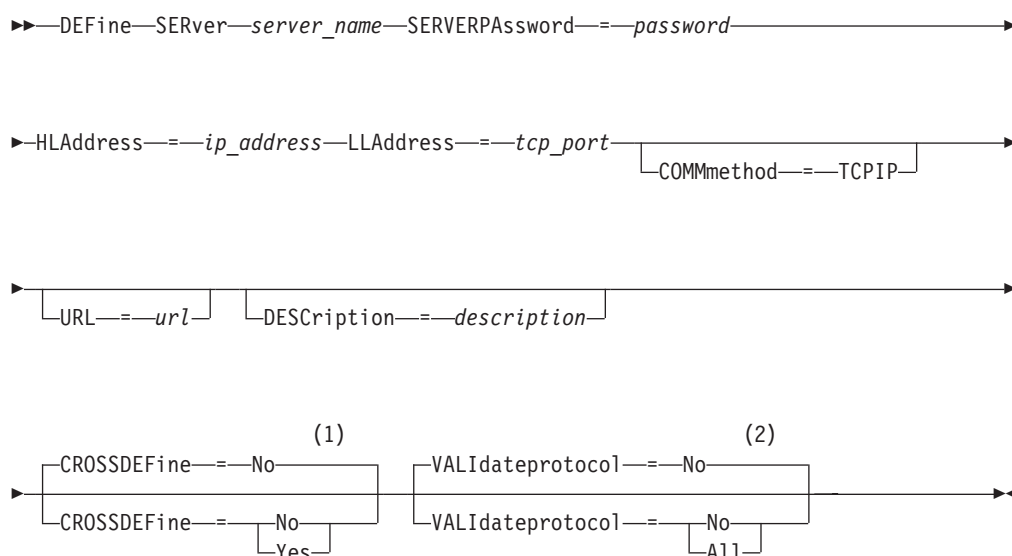 DEFine SERver server_name SERVERPAssword = password
HLAddress = ip_address LLAddress = tcp_port
COMMmethod = TCPIP
URL = url DESCription = description
(1) (2)
CROSSDEFine = No VALIdateprotocol = No
CROSSDEFine = No VALIdateprotocol = No
Yes All